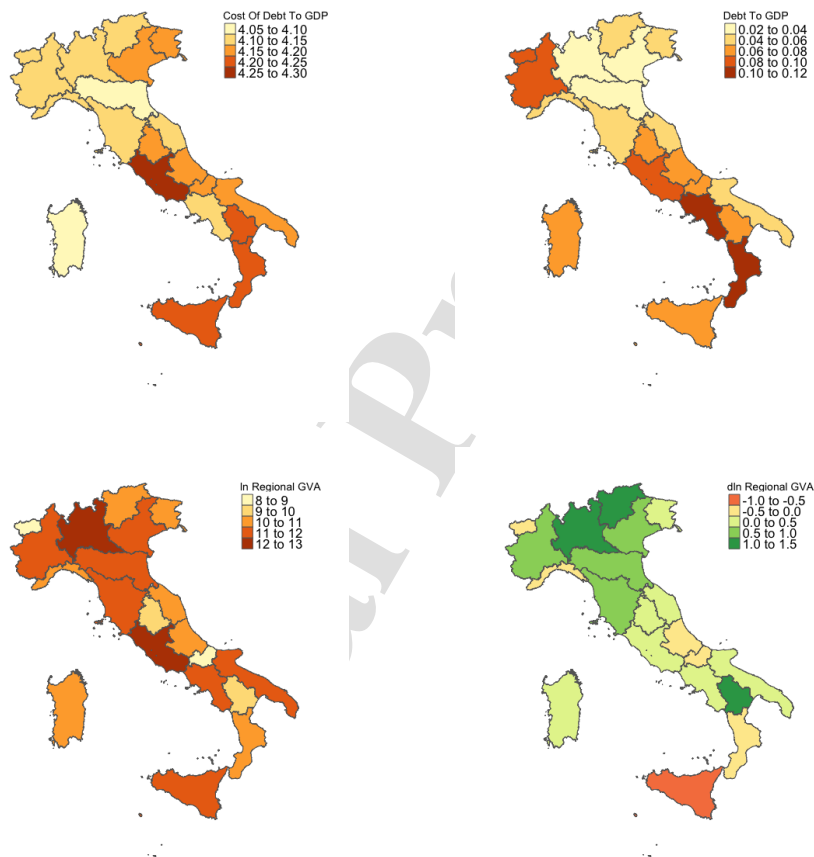 Cost Of Debt To GDP
4.05 to 4.10
4.10 to 4.15
4.15 to 4.20
4.20 to 4.25
4.25 to 4.30
Debt To GDP
0.02 to 0.04
0.04 to 0.06
0.06 to 0.08
0.08 to 0.10
0.10 to 0.12
ln Regional GVA
8 to 9
9 to 10
10 to 11
11 to 12
12 to 13
dln Regional GVA
-1.0 to -0.5
-0.5 to 0.0
0.0 to 0.5
0.5 to 1.0
1.0 to 1.5